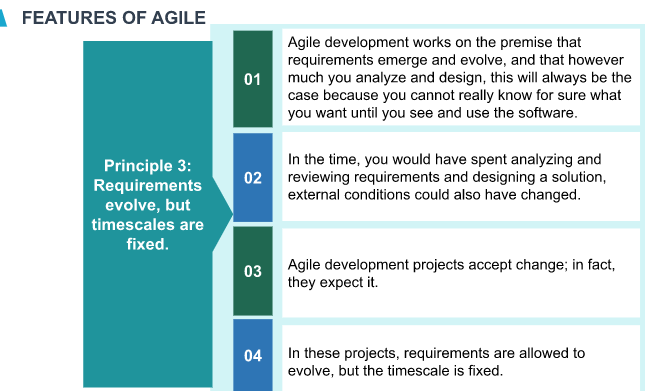 FEATURES OF AGILE
Principle 3:
Requirements
evolve, but
timescales are
fixed.
01
Agile development works on the premise that
requirements emerge and evolve, and that however
much you analyze and design, this will always be the
case because you cannot really know for sure what
you want until you see and use the software.
02
In the time, you would have spent analyzing and
reviewing requirements and designing a solution,
external conditions could also have changed.
03
Agile development projects accept change; in fact,
they expect it.
04
In these projects, requirements are allowed to
evolve, but the timescale is fixed.